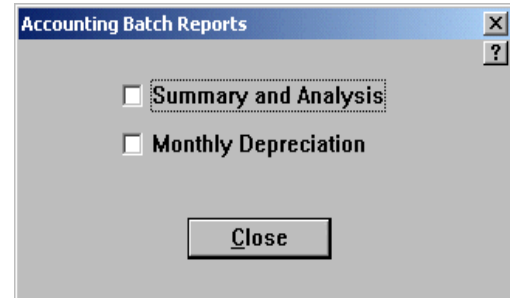 Accounting Batch Reports
?
Summary and Analysis
Monthly Depreciation
Close